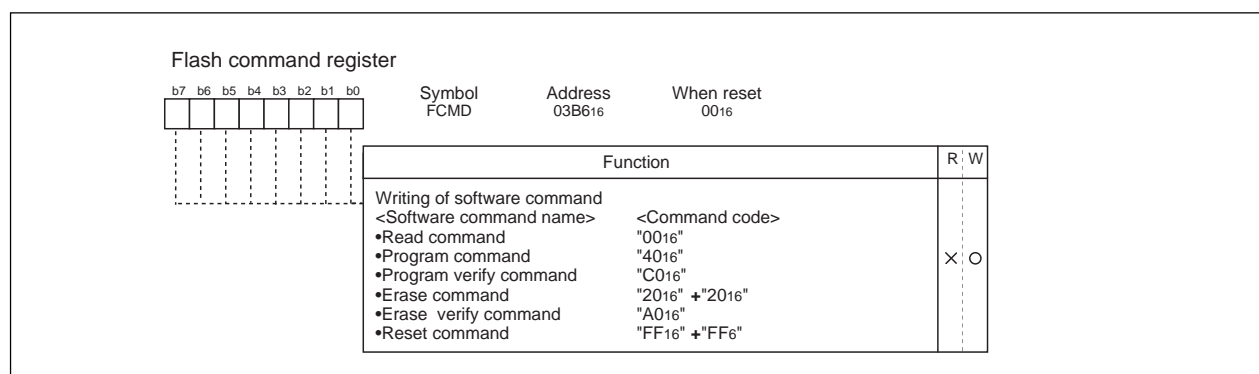 Flash command register
b7 b6 b5 b4 b3 b2 b1 b0
Symbol Address When reset
FCMD 03B616 0016
Function R W
Writing of software command
<Software command name> <Command code>
•Read command "0016"
•Program command "4016"
•Program verify command "C016"
•Erase command "2016" +"2016"
•Erase verify command "A016"
•Reset command "FF16" +"FF6"